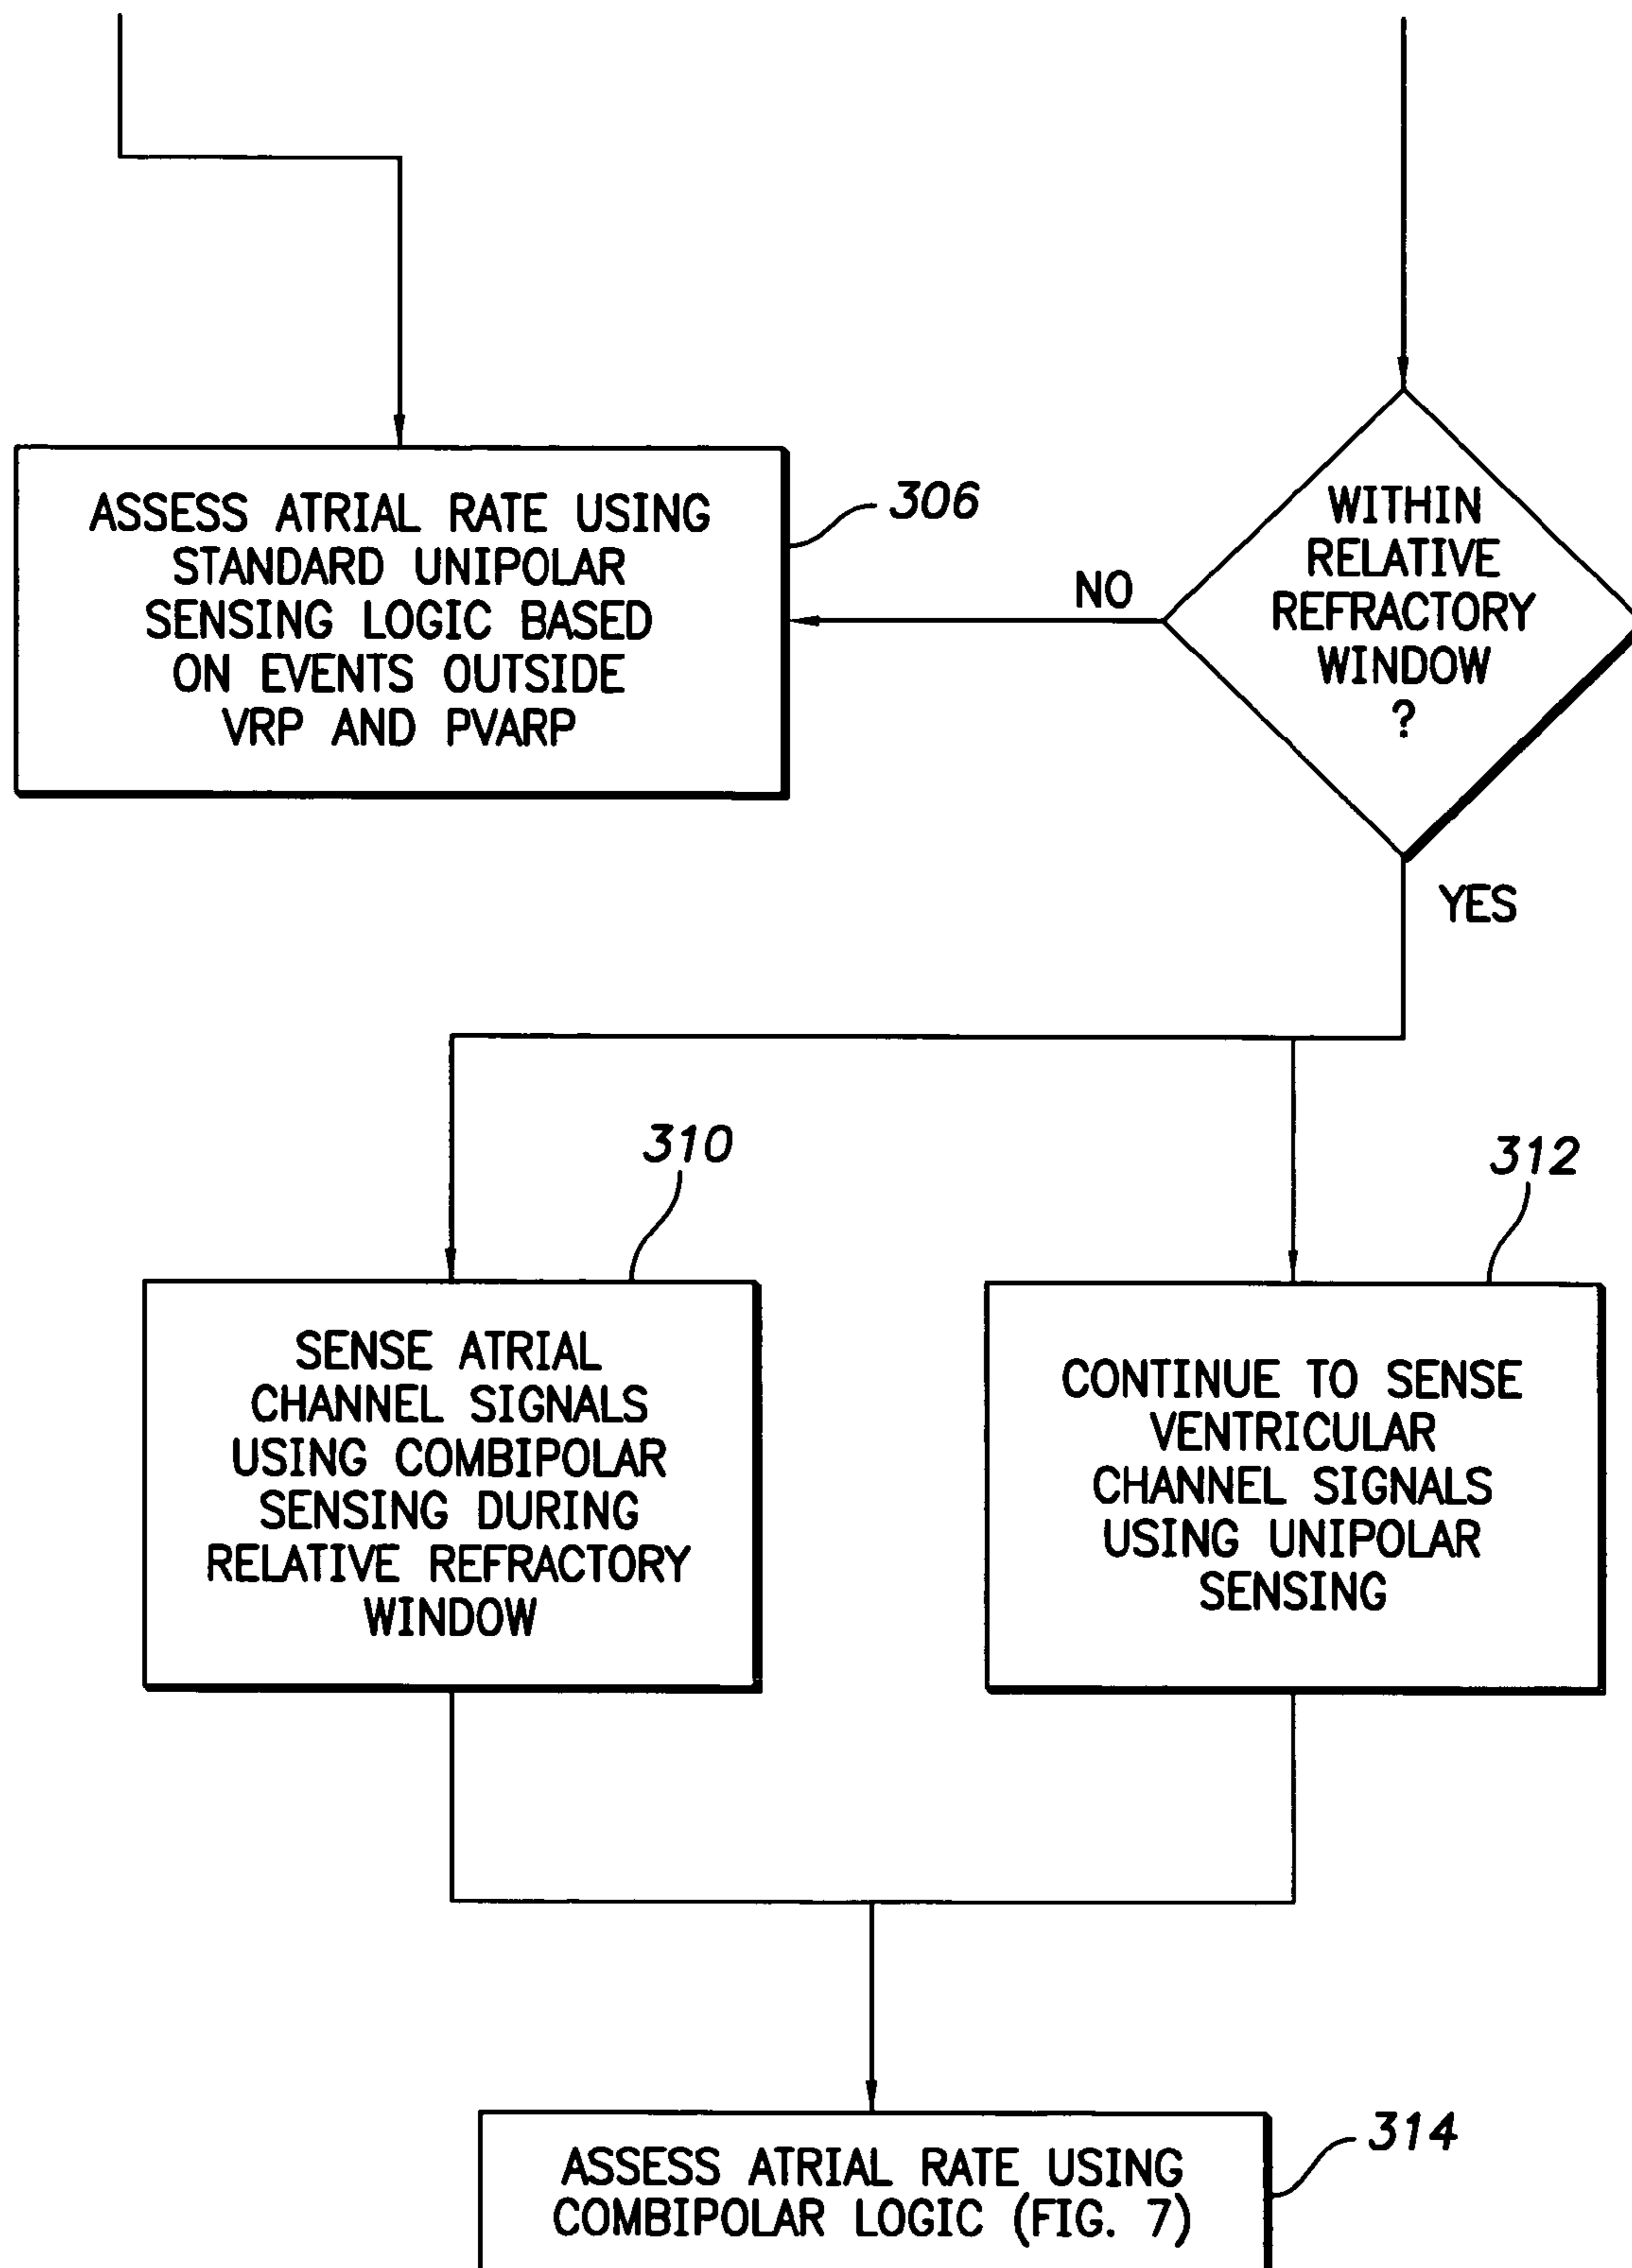 ASSESS ATRIAL RATE USING
STANDARD UNIPOLAR
SENSING LOGIC BASED
ON EVENTS OUTSIDE
VRP AND PVARP
306
NO
WITHIN
RELATIVE
REFRACTORY
WINDOW
?
YES
310
312
SENSE ATRIAL
CHANNEL SIGNALS
USING COMBIPOLAR
SENSING DURING
RELATIVE REFRACTORY
WINDOW
CONTINUE TO SENSE
VENTRICULAR
CHANNEL SIGNALS
USING UNIPOLAR
SENSING
314
ASSESS ATRIAL RATE USING
COMBIPOLAR LOGIC (FIG. 7)